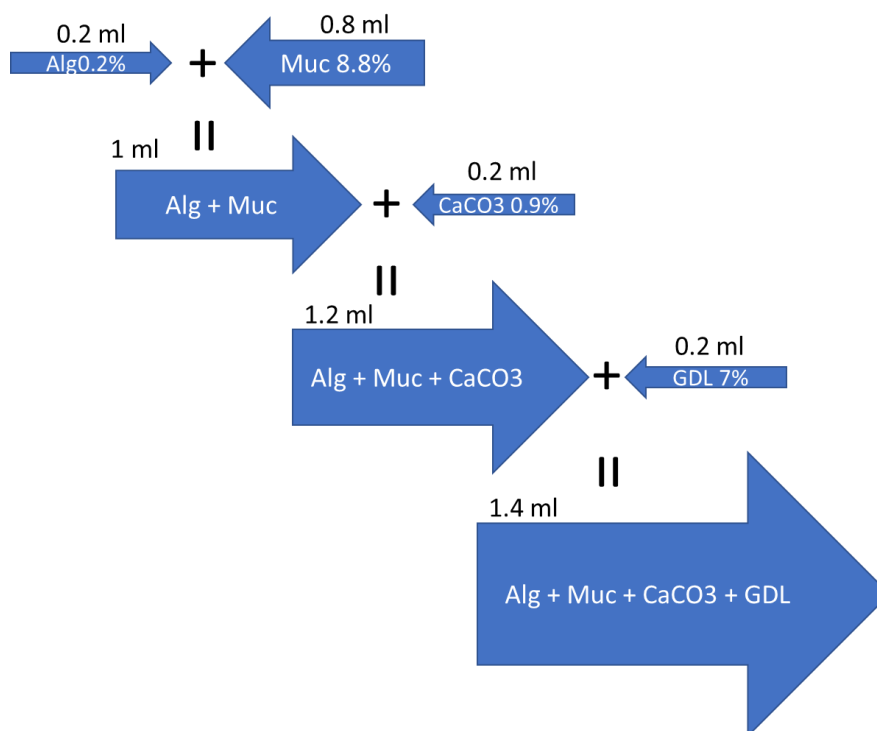 0.2 ml
0.8 ml
Alg0.2%
+
Muc 8.8%
=
1 ml
Alg + Muc
+
0.2 ml
CaCO3 0.9%
=
1.2 ml
Alg + Muc + CaCO3
+
0.2 ml
GDL 7%
=
1.4 ml
Alg + Muc + CaCO3 + GDL